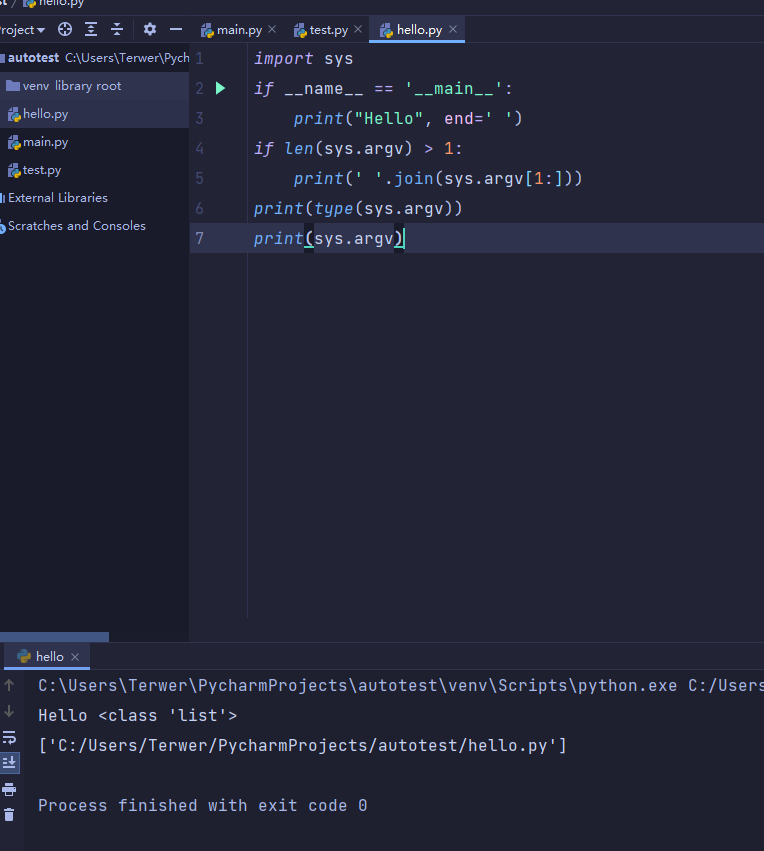 hello.py
roject
main.py
test.py
hello.py
autotest C:\Users\Terwer\Pych
venv library root
hello.py
main.py
test.py
External Libraries
Scratches and Consoles
1 import sys
2 if __name__ == '__main__':
3 print("Hello", end=' ')
4 if len(sys.argv) > 1:
5 print(' '.join(sys.argv[1:]))
6 print(type(sys.argv))
7 print(sys.argv)
hello
C:\Users\Terwer\PycharmProjects\autotest\venv\Scripts\python.exe C:/Users
Hello <class 'list'>
['C:/Users/Terwer/PycharmProjects/autotest/hello.py']
Process finished with exit code 0